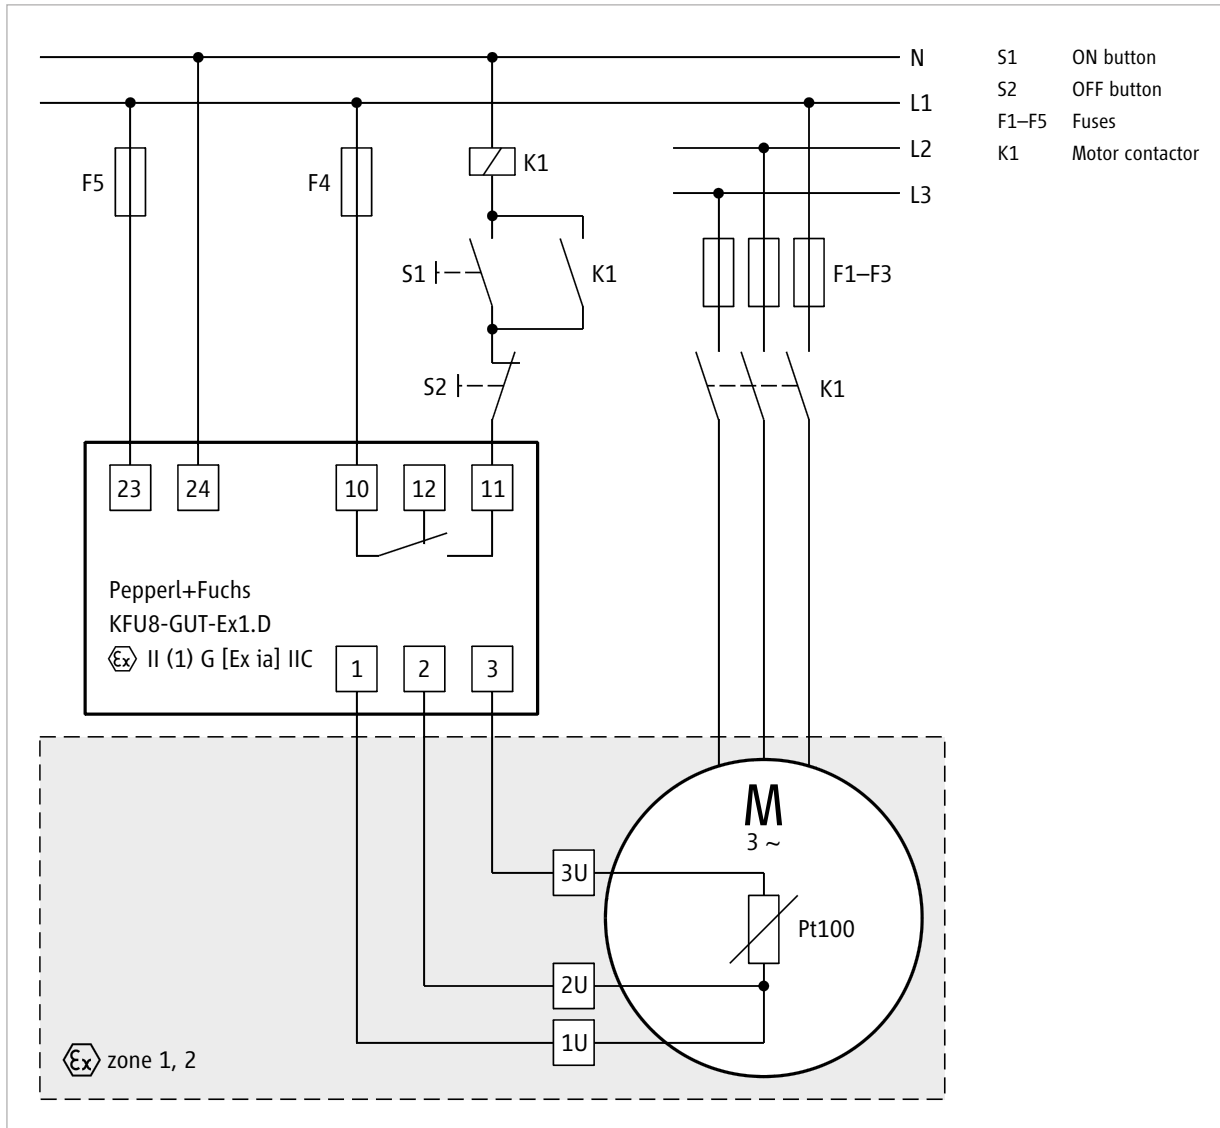 N
S1 ON button
L1
S2 OFF button
F1–F5 Fuses
L2
K1 Motor contactor
K1
F5
F4
L3
S1
K1
F1–F3
S2
K1
23
24
10
12
11
Pepperl+Fuchs
KFU8-GUT-Ex1.D
Ex II (1) G [Ex ia] IIC
1
2
3
M
3 ~
3U
Pt100
2U
1U
Ex zone 1, 2